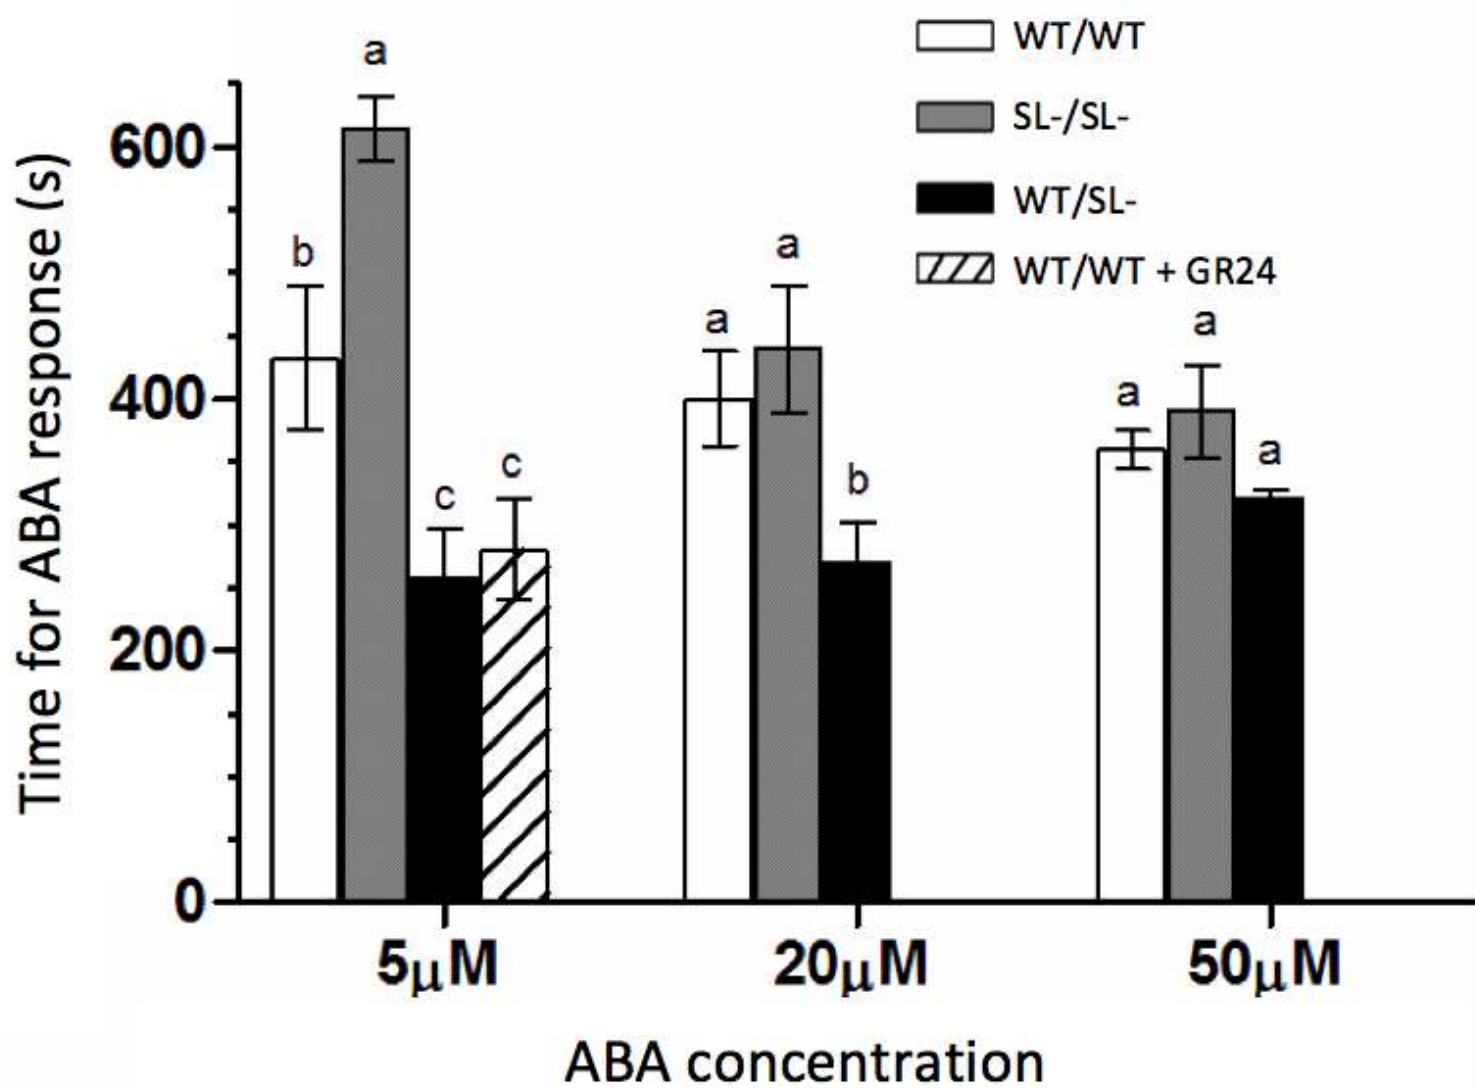 WT/WT
SL-/SL-
WT/SL-
WT/WT + GR24
Time for ABA response (s)
600
400
200
0
b
a
c
c
a
a
b
a
a
a
5μM
20μM
50μM
ABA concentration